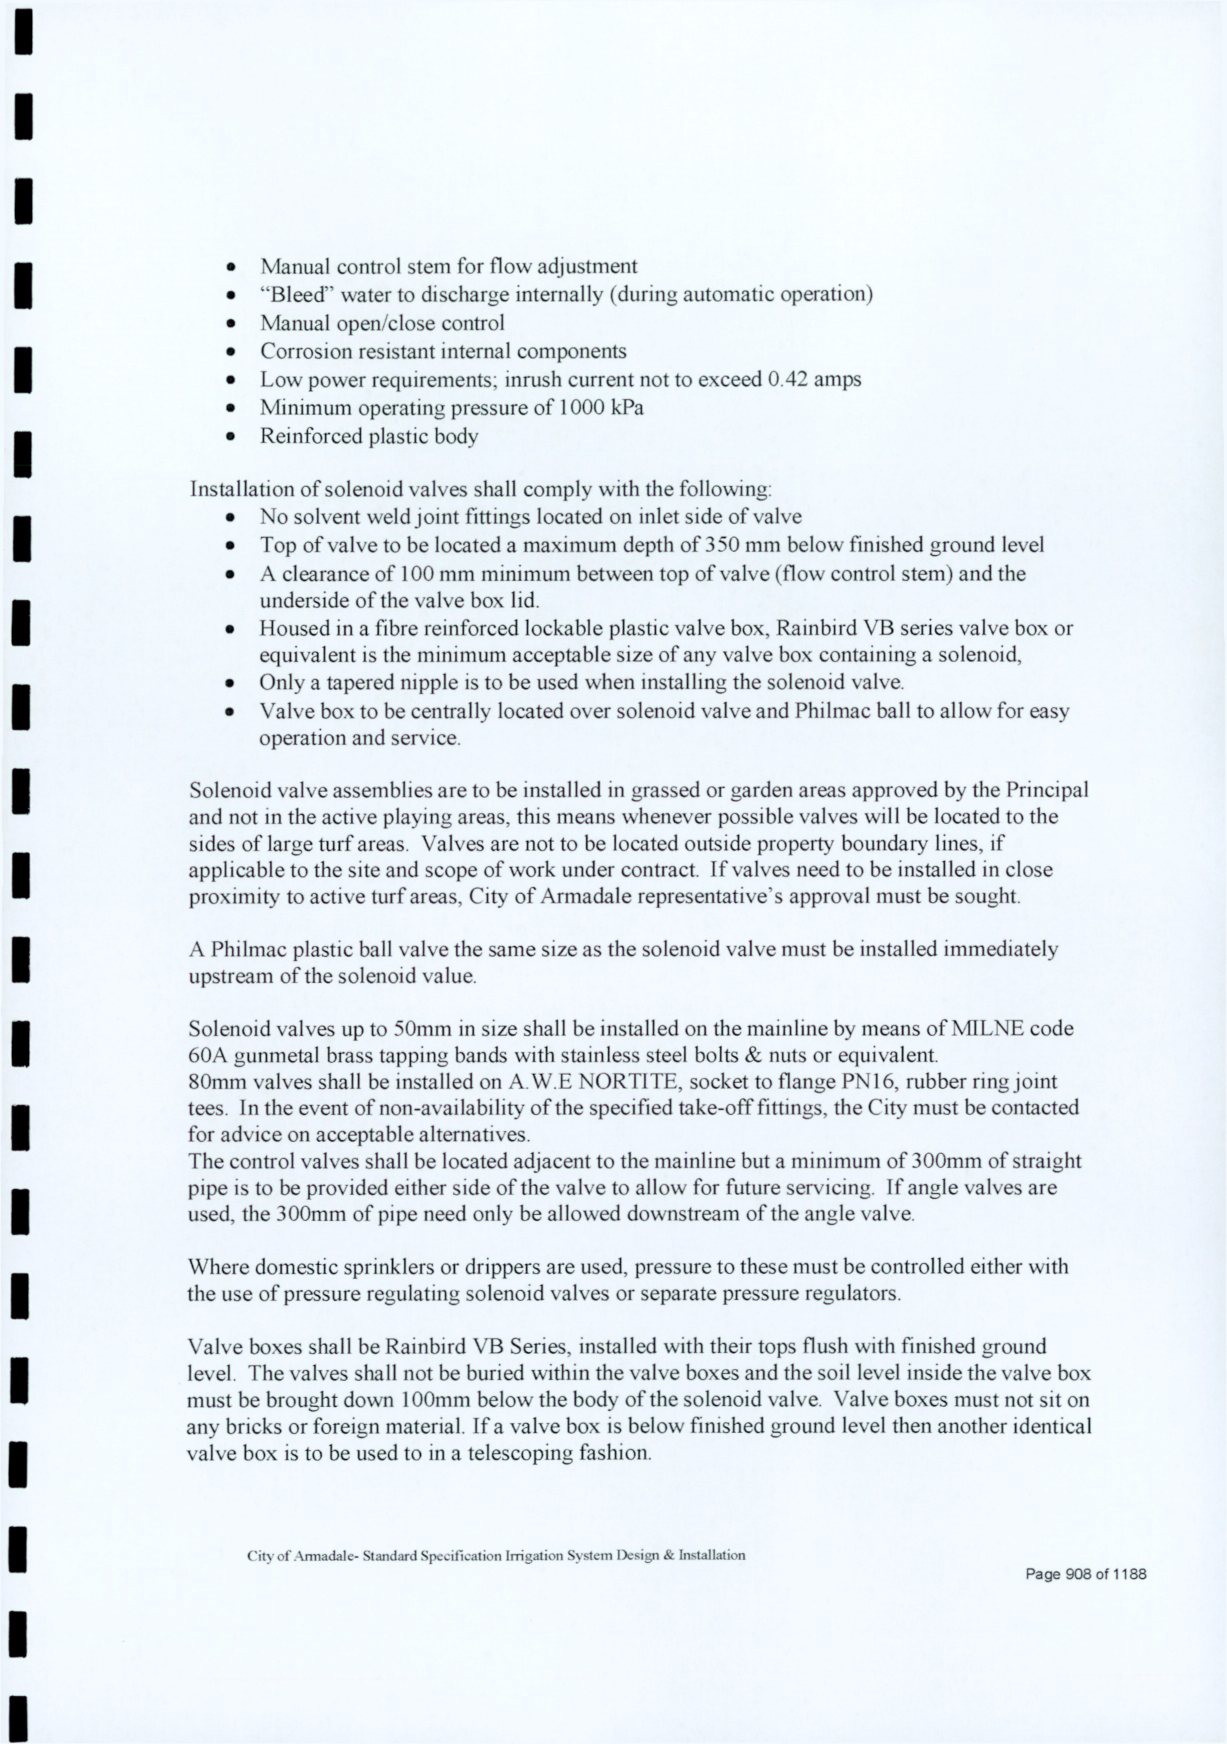 • Manual control stem for flow adjustment
• “Bleed” water to discharge internally (during automatic operation)
• Manual open/close control
• Corrosion resistant internal components
• Low power requirements; inrush current not to exceed 0.42 amps
• Minimum operating pressure of 1000 kPa
• Reinforced plastic body
Installation of solenoid valves shall comply with the following:
• No solvent weld joint fittings located on inlet side of valve
• Top of valve to be located a maximum depth of 350 mm below finished ground level
• A clearance of 100 mm minimum between top of valve (flow control stem) and the
underside of the valve box lid.
• Housed in a fibre reinforced lockable plastic valve box, Rainbird VB series valve box or
equivalent is the minimum acceptable size of any valve box containing a solenoid,
• Only a tapered nipple is to be used when installing the solenoid valve.
• Valve box to be centrally located over solenoid valve and Philmac ball to allow for easy
operation and service.
Solenoid valve assemblies are to be installed in grassed or garden areas approved by the Principal
and not in the active playing areas, this means whenever possible valves will be located to the
sides of large turf areas. Valves are not to be located outside property boundary lines, if
applicable to the site and scope of work under contract. If valves need to be installed in close
proximity to active turf areas, City of Armadale representative’s approval must be sought.
A Philmac plastic ball valve the same size as the solenoid valve must be installed immediately
upstream of the solenoid value.
Solenoid valves up to 50mm in size shall be installed on the mainline by means of MILNE code
60A gunmetal brass tapping bands with stainless steel bolts & nuts or equivalent.
80mm valves shall be installed on A.W.E NORTITE, socket to flange PN16, rubber ring joint
tees. In the event of non-availability of the specified take-off fittings, the City must be contacted
for advice on acceptable alternatives.
The control valves shall be located adjacent to the mainline but a minimum of 300mm of straight
pipe is to be provided either side of the valve to allow for future servicing. If angle valves are
used, the 300mm of pipe need only be allowed downstream of the angle valve.
Where domestic sprinklers or drippers are used, pressure to these must be controlled either with
the use of pressure regulating solenoid valves or separate pressure regulators.
Valve boxes shall be Rainbird VB Series, installed with their tops flush with finished ground
level. The valves shall not be buried within the valve boxes and the soil level inside the valve box
must be brought down 100mm below the body of the solenoid valve. Valve boxes must not sit on
any bricks or foreign material. If a valve box is below finished ground level then another identical
valve box is to be used to in a telescoping fashion.
City of Armadale- Standard Specification Irrigation System Design & Installation
Page 908 of 1188